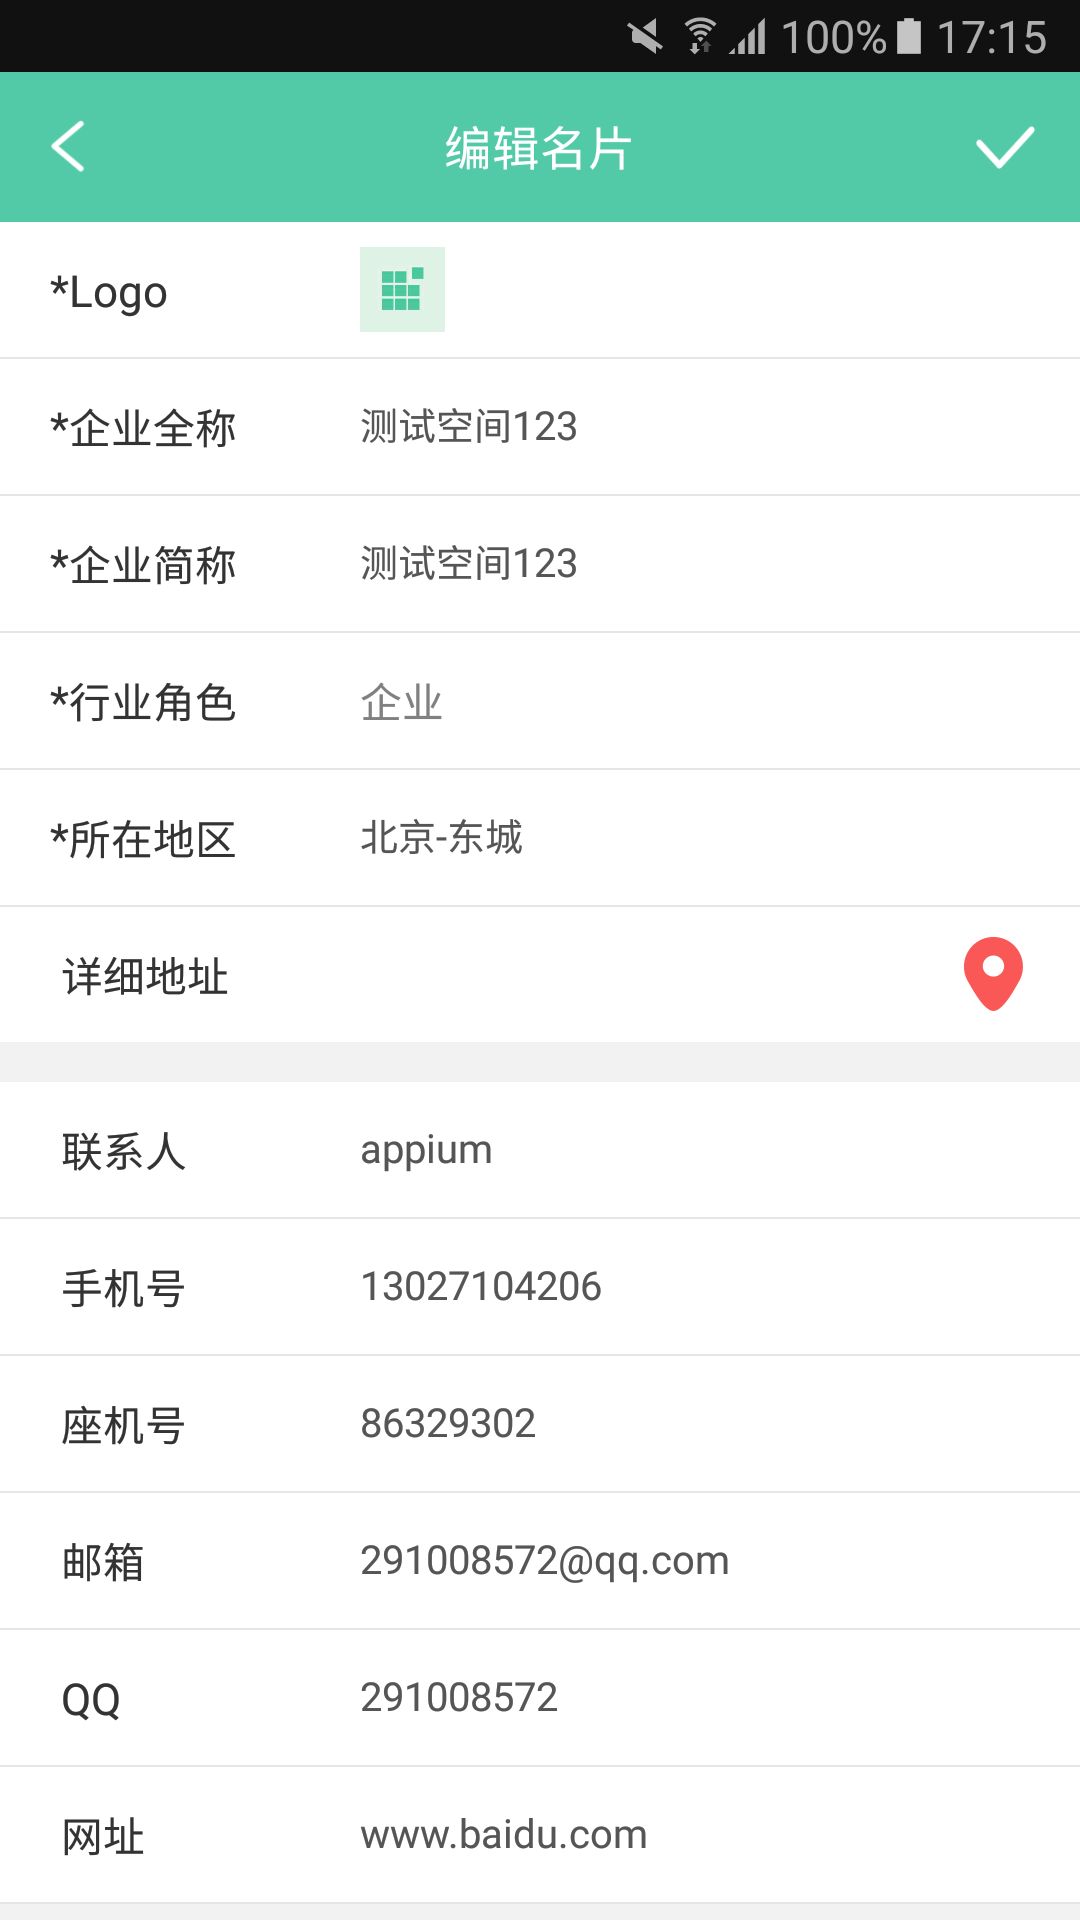 100% 17:15
编辑名片
*Logo
*企业全称 测试空间123
*企业简称 测试空间123
*行业角色 企业
*所在地区 北京-东城
详细地址
联系人 appium
手机号 13027104206
座机号 86329302
邮箱 291008572@qq.com
QQ 291008572
网址 www.baidu.com